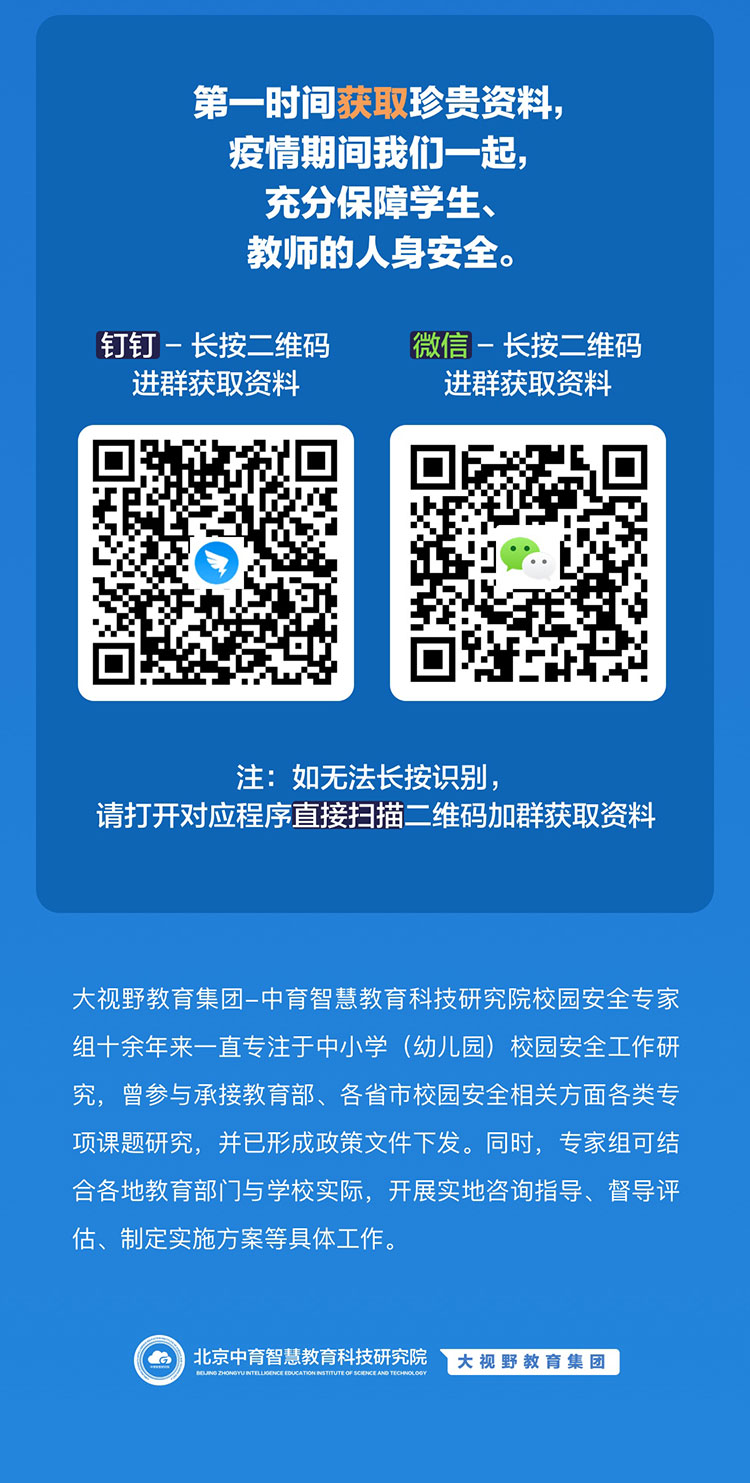 第一时间获取珍贵资料，
疫情期间我们一起，
充分保障学生、
教师的人身安全。
钉钉 - 长按二维码
进群获取资料
微信 - 长按二维码
进群获取资料
注：如无法长按识别，
请打开对应程序直接扫描二维码加群获取资料
大视野教育集团-中育智慧教育科技研究院校园安全专家
组十余年来一直专注于中小学（幼儿园）校园安全工作研
究，曾参与承接教育部、各省市校园安全相关方面各类专
项课题研究，并已形成政策文件下发。同时，专家组可结
合各地教育部门与学校实际，开展实地咨询指导、督导评
估、制定实施方案等具体工作。
北京中育智慧教育科技研究院
BEIJING ZHONGYU INTELLIGENCE EDUCATION INSTITUTE OF SCIENCE AND TECHNOLOGY
大视野教育集团